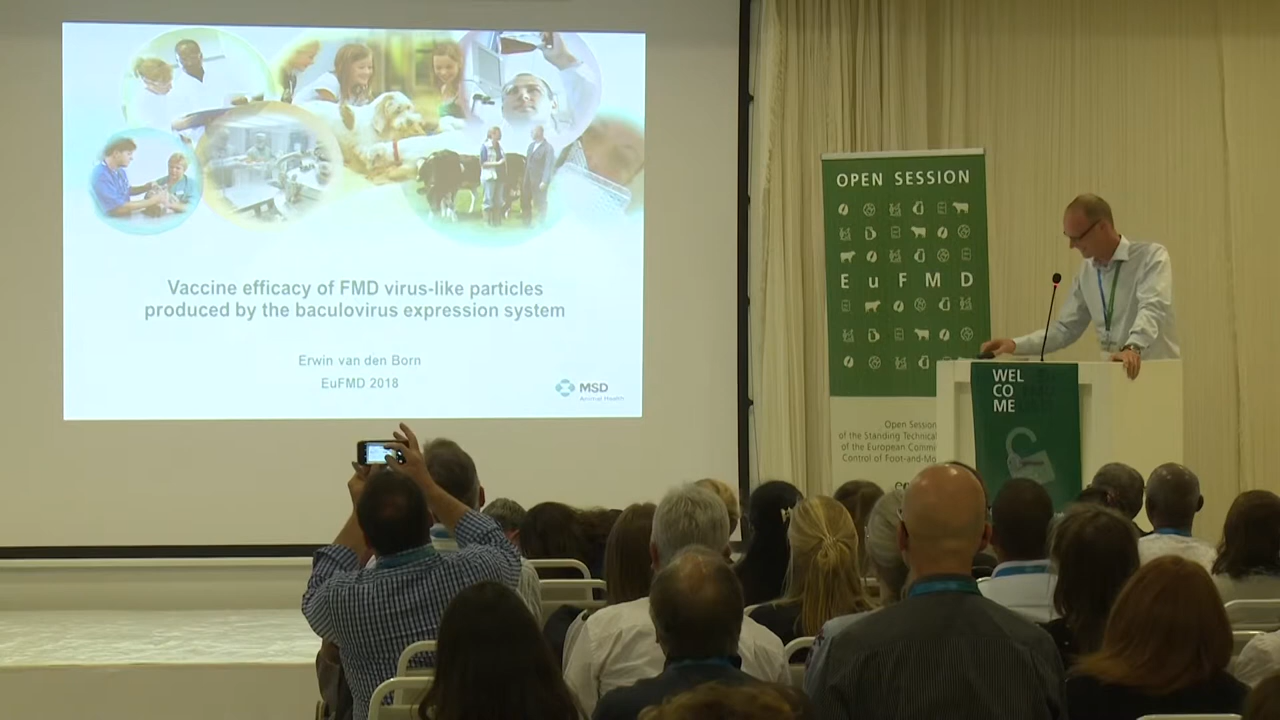 Vaccine efficacy of FMD virus-like particles
produced by the baculovirus expression system
Erwin van den Born
EuFMD 2018
MSD
Animal Health
OPEN SESSION
E u F M D
Open Session
of the Standing Technical
of the European Commi
Control of Foot-and-Mo
WEL
CO
ME